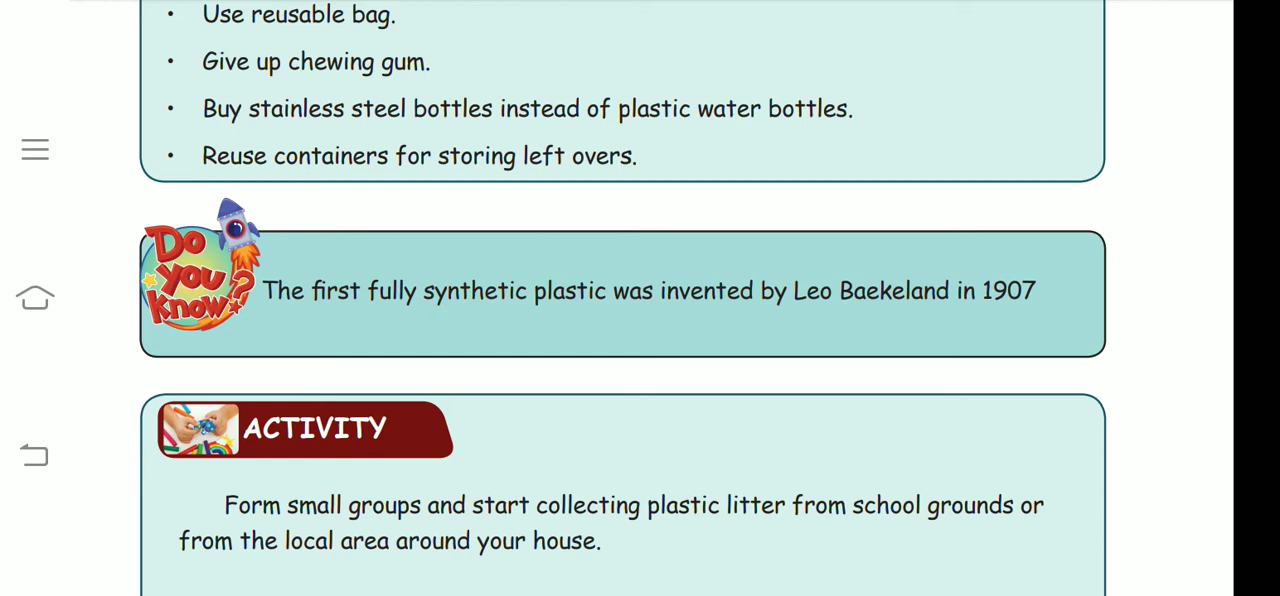 • Use reusable bag.
• Give up chewing gum.
• Buy stainless steel bottles instead of plastic water bottles.
• Reuse containers for storing left overs.
Do
you
Know?
The first fully synthetic plastic was invented by Leo Baekeland in 1907
ACTIVITY
Form small groups and start collecting plastic litter from school grounds or
from the local area around your house.